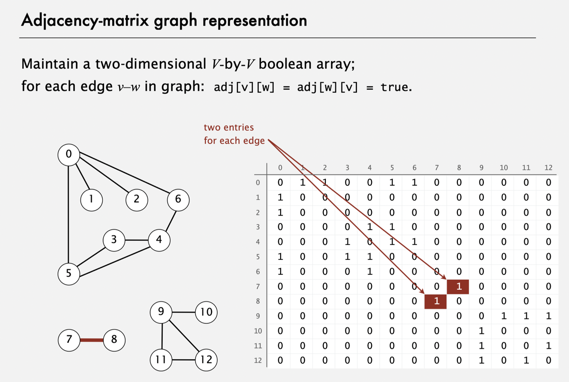 Adjacency-matrix graph representation
Maintain a two-dimensional V-by-V boolean array;
for each edge v–w in graph: adj[v][w] = adj[w][v] = true.
two entries
for each edge
0
1 2 6
3 4
5
9 10
7 8
11 12
0 1 2 3 4 5 6 7 8 9 10 11 12
0 0 1 1 0 0 1 1 0 0 0 0 0 0
1 1 0 0 0 0 0 0 0 0 0 0 0 0
2 1 0 0 0 0 0 0 0 0 0 0 0 0
3 0 0 0 0 1 1 0 0 0 0 0 0 0
4 0 0 0 1 0 1 1 0 0 0 0 0 0
5 1 0 0 1 1 0 0 0 0 0 0 0 0
6 1 0 0 0 1 0 0 0 0 0 0 0 0
7 0 0 0 0 0 0 0 0 1 0 0 0 0
8 0 0 0 0 0 0 0 1 0 0 0 0 0
9 0 0 0 0 0 0 0 0 0 0 1 1 1
10 0 0 0 0 0 0 0 0 0 1 0 0 0
11 0 0 0 0 0 0 0 0 0 1 0 0 1
12 0 0 0 0 0 0 0 0 0 1 0 1 0